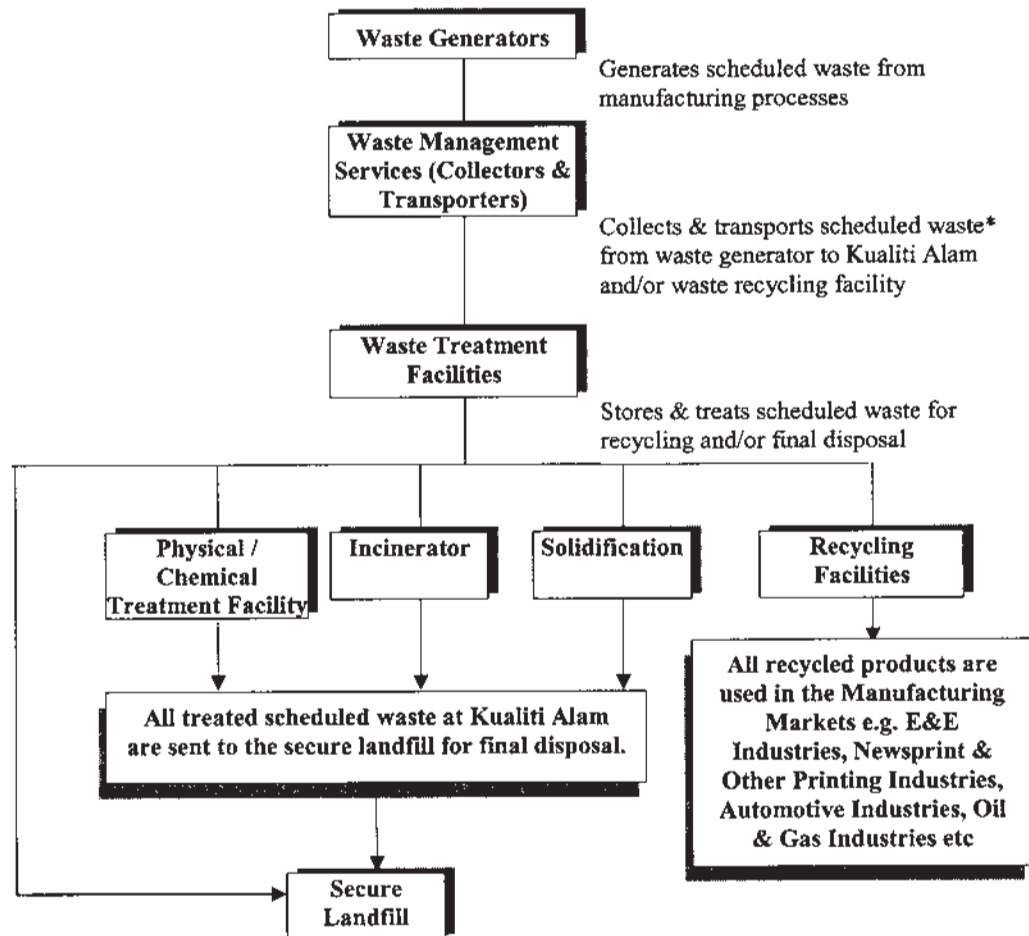 Waste Generators
Generates scheduled waste from
manufacturing processes
Waste Management
Services (Collectors &
Transporters)
Collects & transports scheduled waste*
from waste generator to Kualiti Alam
and/or waste recycling facility
Waste Treatment
Facilities
Stores & treats scheduled waste for
recycling and/or final disposal
Physical /
Chemical
Treatment Facility
Incinerator
Solidification
Recycling
Facilities
All treated scheduled waste at Kualiti Alam
are sent to the secure landfill for final disposal.
All recycled products are
used in the Manufacturing
Markets e.g. E&E
Industries, Newsprint &
Other Printing Industries,
Automotive Industries, Oil
& Gas Industries etc
Secure
Landfill